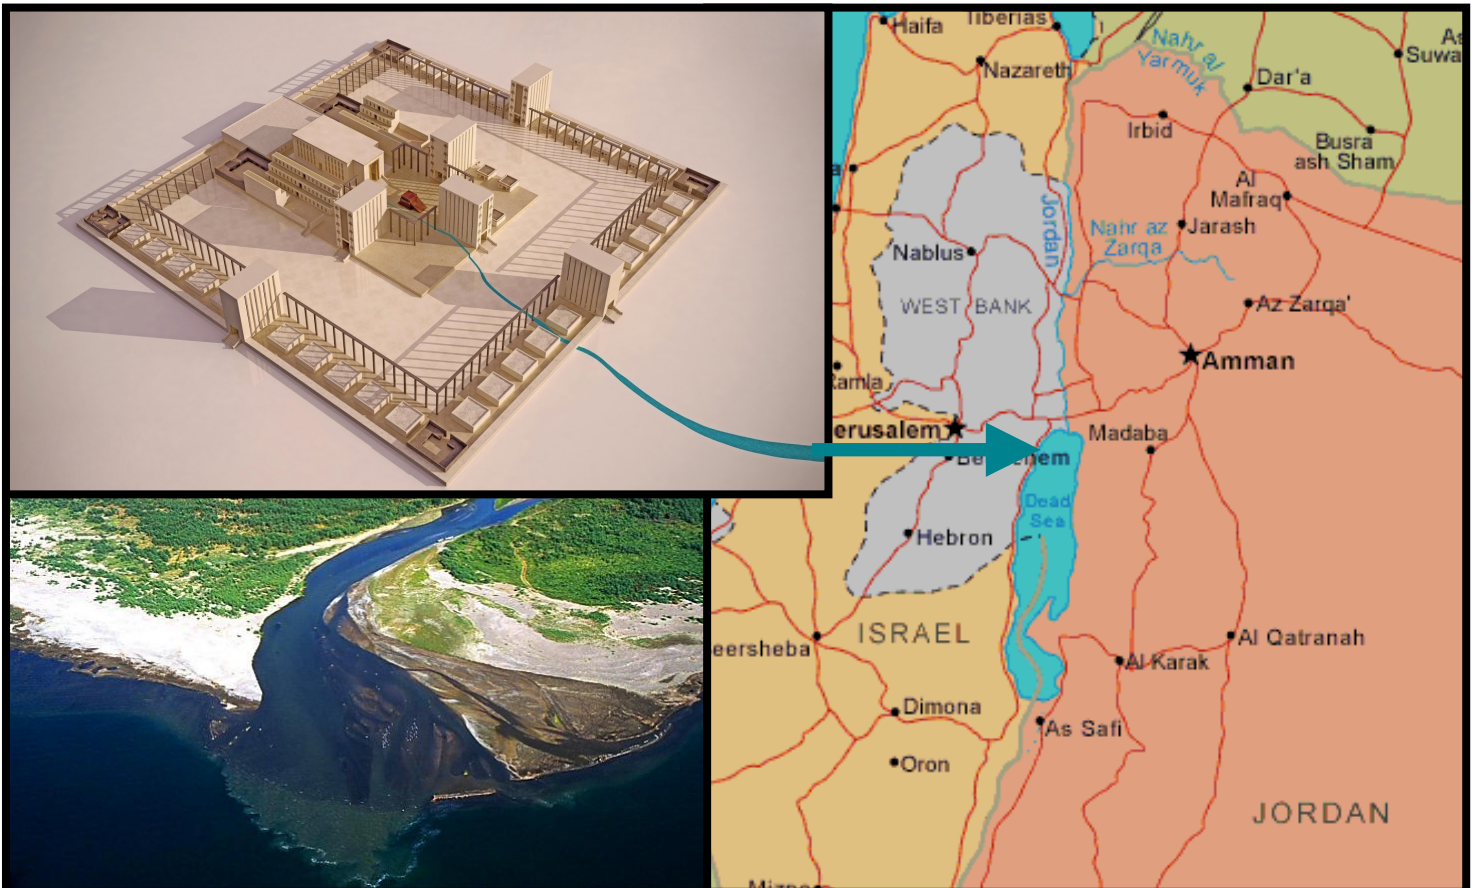 Haifa
Tiberias
Nazareth
Nahr al
Yarmuk
Dar'a
As
Suwa
Irbid
Busra
ash Sham
Al
Mafraq
Jordan
Nahr az
Zarqa
Jarash
Nablus
WEST BANK
Az Zarqa'
Amman
Ramla
erusalem
Madaba
Be
hem
Dead
Sea
Hebron
ISRAEL
eersheba
Al Qatranah
Al Karak
Dimona
As Safi
Oron
JORDAN